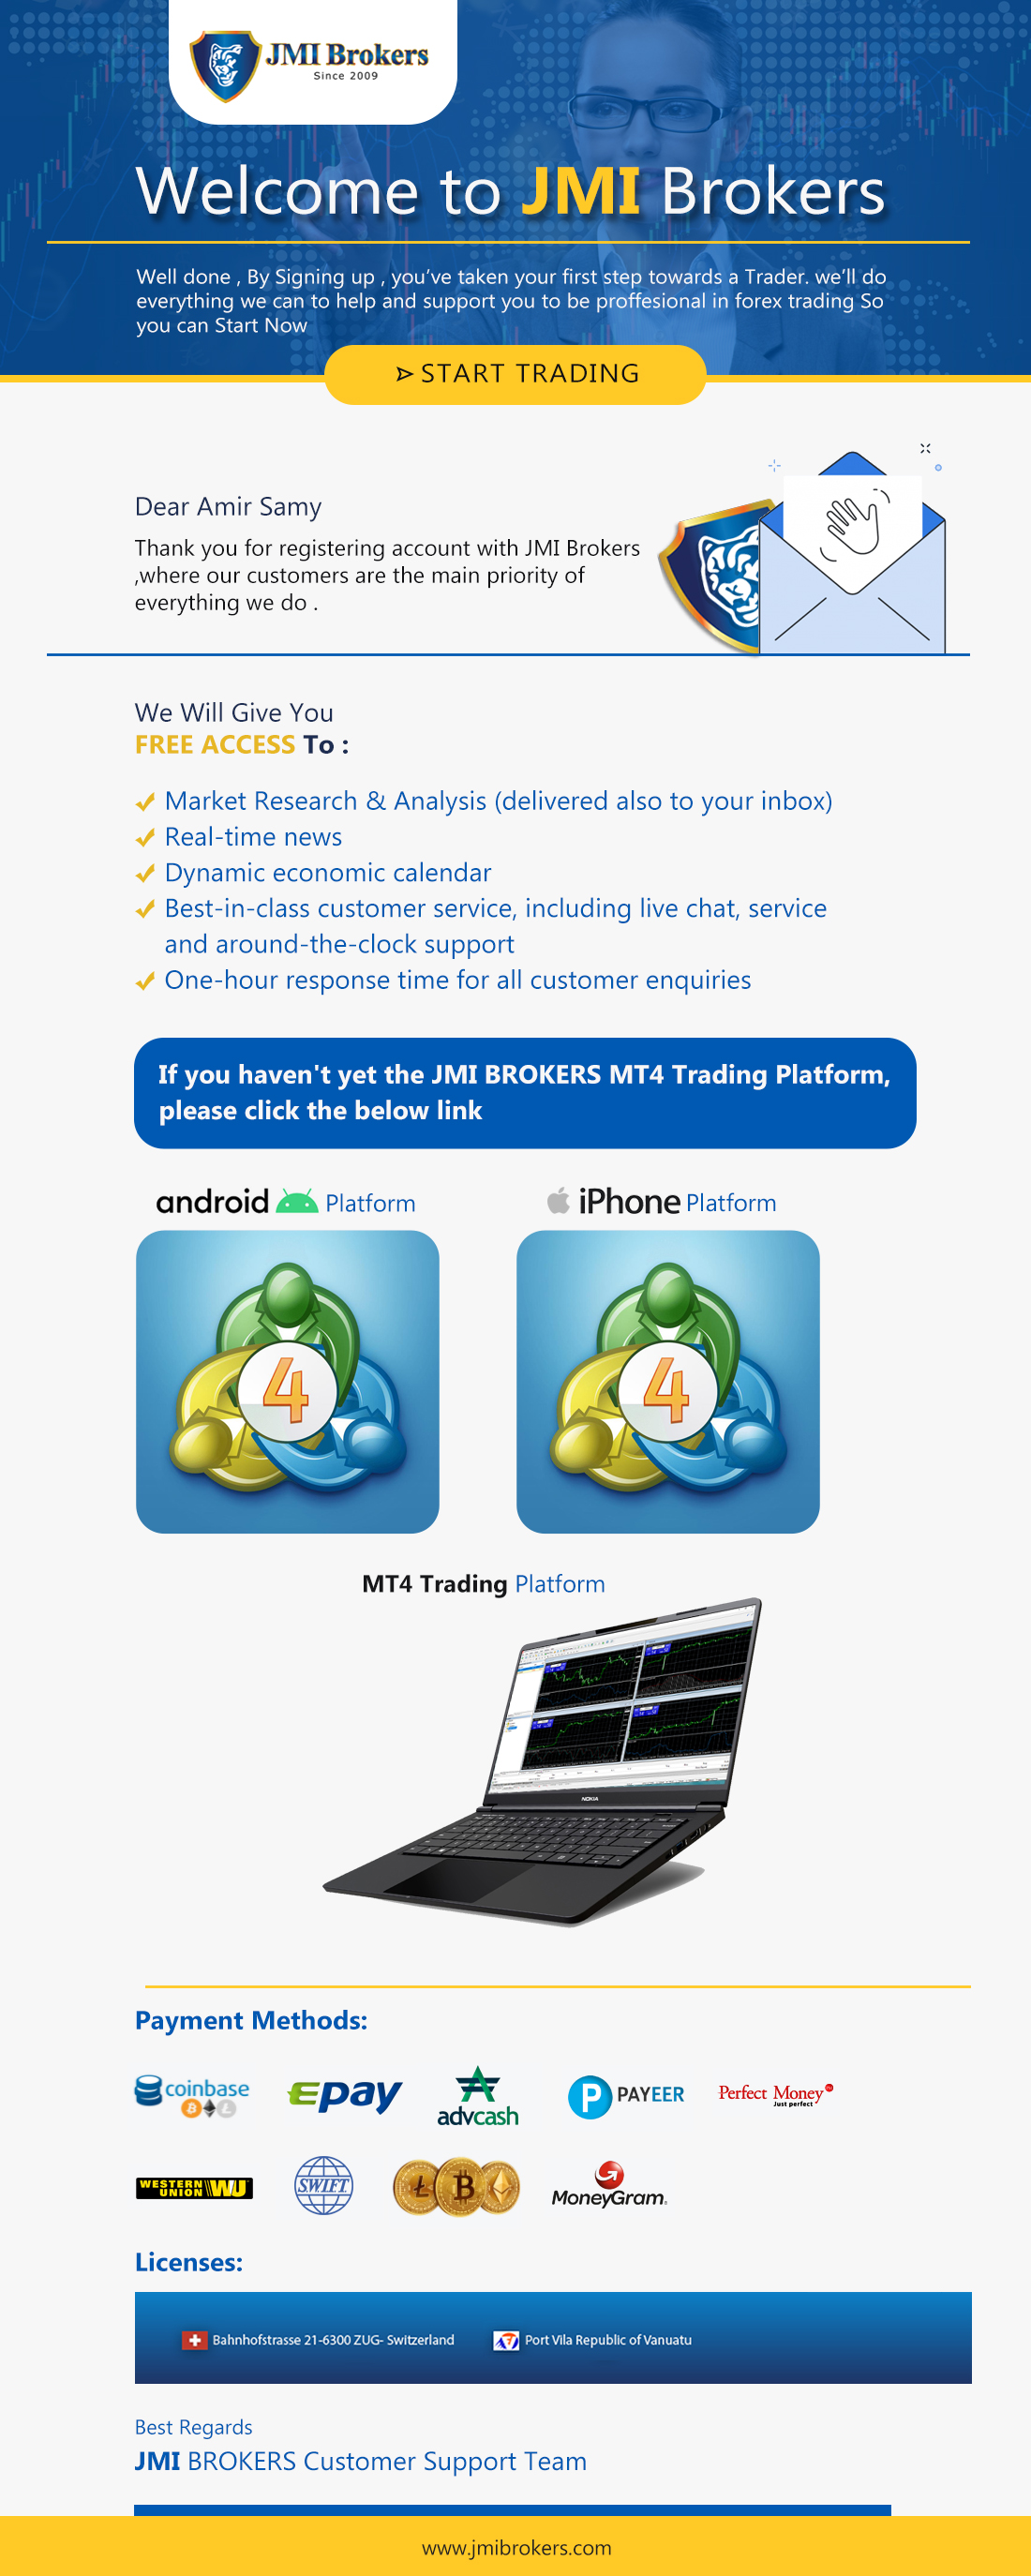 JMI Brokers
Since 2009
Welcome to JMI Brokers
Well done , By Signing up , you've taken your first step towards a Trader. we'll do
everything we can to help and support you to be proffesional in forex trading So
you can Start Now
START TRADING
Dear Amir Samy
Thank you for registering account with JMI Brokers
,where our customers are the main priority of
everything we do .
We Will Give You
FREE ACCESS To :
Market Research & Analysis (delivered also to your inbox)
Real-time news
Dynamic economic calendar
Best-in-class customer service, including live chat, service
and around-the-clock support
One-hour response time for all customer enquiries
If you haven't yet the JMI BROKERS MT4 Trading Platform,
please click the below link
android Platform
iPhone Platform
4
4
MT4 Trading Platform
NOKIA
Payment Methods:
coinbase
Epay
advcash
P PAYEER
Perfect Money
Just perfect
WESTERN UNION WU
SWIFT
MoneyGram.
Licenses:
Bahnhofstrasse 21-6300 ZUG- Switzerland
Port Vila Republic of Vanuatu
Best Regards
JMI BROKERS Customer Support Team
www.jmibrokers.com